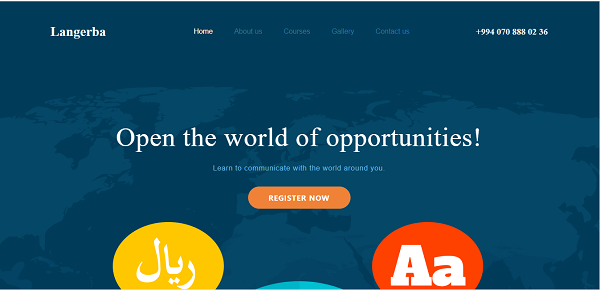 Langerba
Home About us Courses Gallery Contact us
+994 070 888 02 36
Open the world of opportunities!
Learn to communicate with the world around you
REGISTER NOW
ريال
Aa